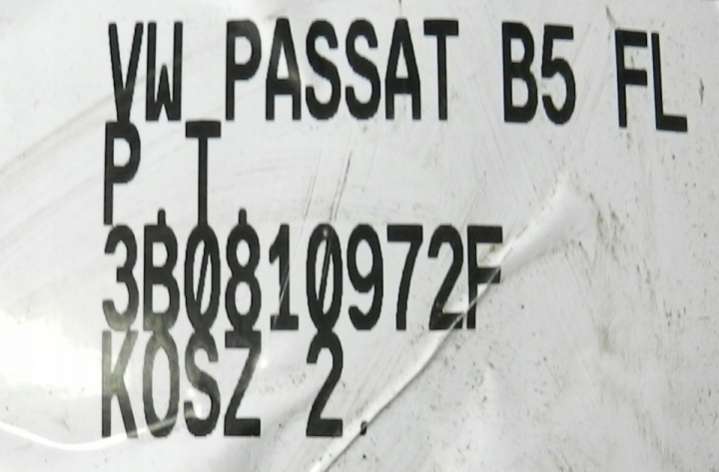 VW PASSAT B5 FL
P.T.
3B0810972F
KOSZ 2.